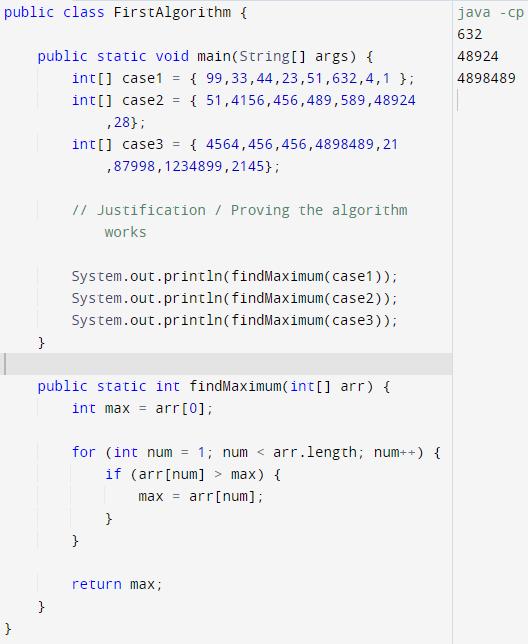 public class FirstAlgorithm {
public static void main(String[] args) {
int[] case1 = { 99,33,44,23,51,632,4,1 };
int[] case2 = { 51,4156,456,489,589,48924
,28};
int[] case3 = { 4564,456,456,4898489,21
,87998,1234899,2145};
// Justification / Proving the algorithm
works
System.out.println(findMaximum(case1));
System.out.println(findMaximum(case2));
System.out.println(findMaximum(case3));
}
public static int findMaximum(int[] arr) {
int max = arr[0];
for (int num = 1; num < arr.length; num++) {
if (arr[num] > max) {
max = arr[num];
}
}
return max;
}
}
java -cp
632
48924
4898489